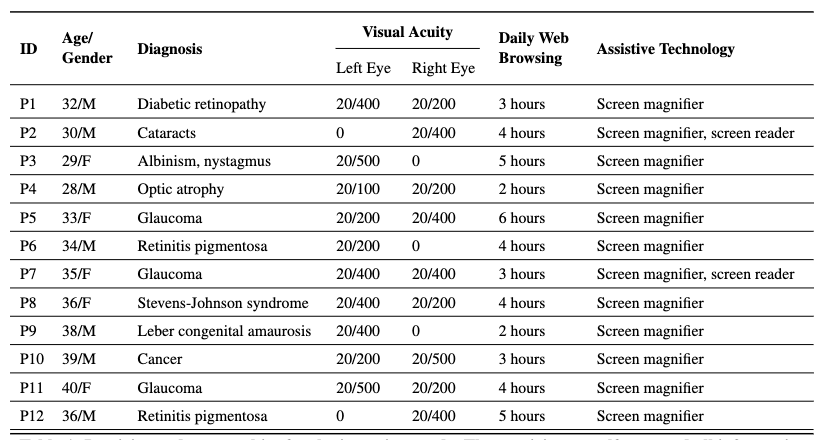 ID Age/Gender Diagnosis Visual Acuity Daily Web Browsing Assistive Technology
Left Eye Right Eye
P1 32/M Diabetic retinopathy 20/400 20/200 3 hours Screen magnifier
P2 30/M Cataracts 0 20/400 4 hours Screen magnifier, screen reader
P3 29/F Albinism, nystagmus 20/500 0 5 hours Screen magnifier
P4 28/M Optic atrophy 20/100 20/200 2 hours Screen magnifier
P5 33/F Glaucoma 20/200 20/400 6 hours Screen magnifier
P6 34/M Retinitis pigmentosa 20/200 0 4 hours Screen magnifier
P7 35/F Glaucoma 20/400 20/400 3 hours Screen magnifier, screen reader
P8 36/F Stevens-Johnson syndrome 20/400 20/200 4 hours Screen magnifier
P9 38/M Leber congenital amaurosis 20/400 0 2 hours Screen magnifier
P10 39/M Cancer 20/200 20/500 3 hours Screen magnifier
P11 40/F Glaucoma 20/500 20/200 4 hours Screen magnifier
P12 36/M Retinitis pigmentosa 0 20/400 5 hours Screen magnifier